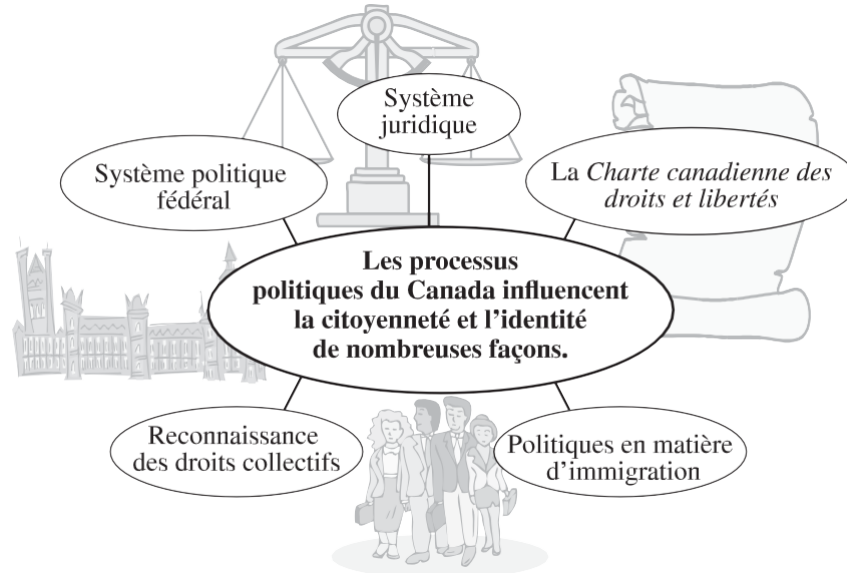 Système
juridique
Système politique
fédéral
La Charte canadienne des
droits et libertés
Les processus
politiques du Canada influencent
la citoyenneté et l’identité
de nombreuses façons.
Reconnaissance
des droits collectifs
Politiques en matière
d’immigration